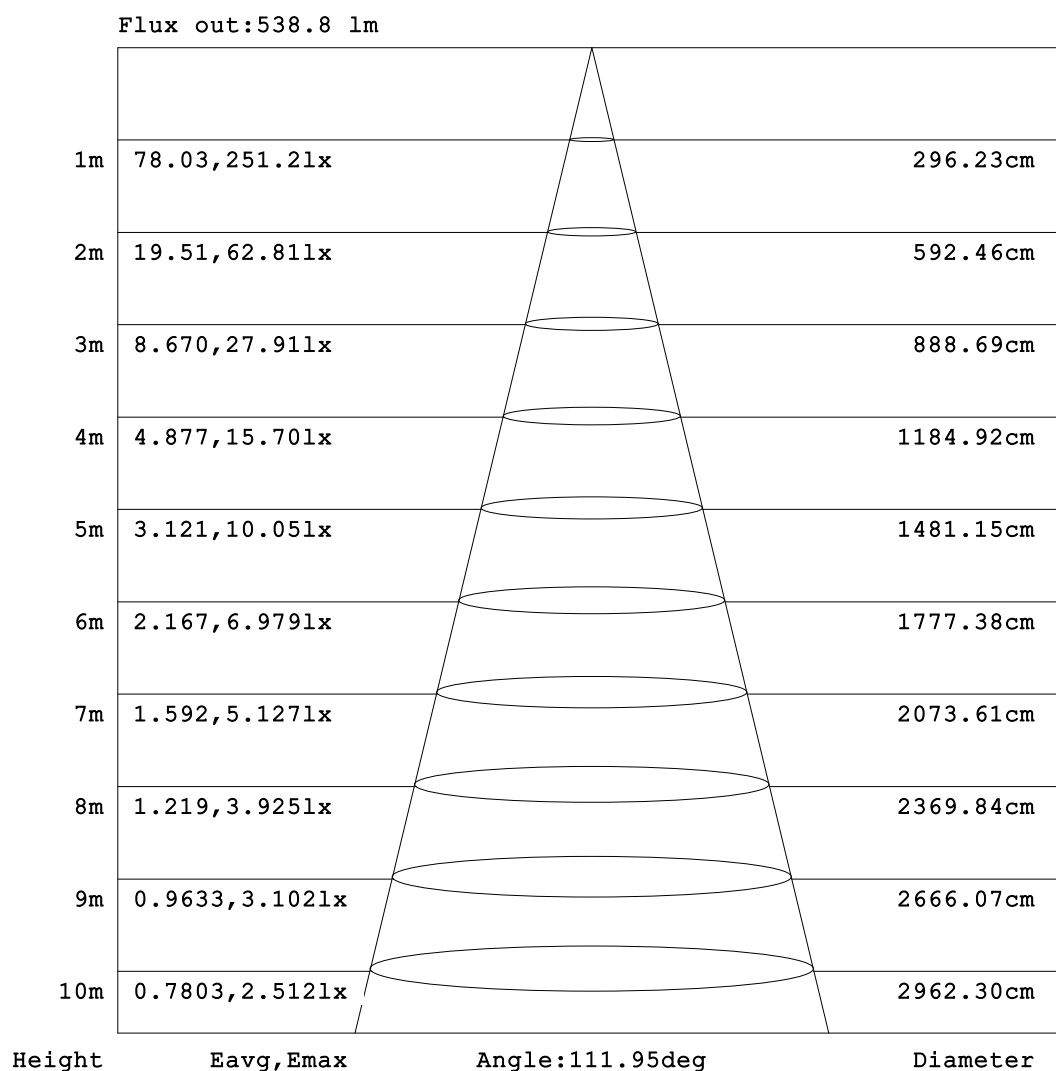 Flux out:538.8 lm
1m 78.03,251.2lx 296.23cm
2m 19.51,62.81lx 592.46cm
3m 8.670,27.91lx 888.69cm
4m 4.877,15.70lx 1184.92cm
5m 3.121,10.05lx 1481.15cm
6m 2.167,6.979lx 1777.38cm
7m 1.592,5.127lx 2073.61cm
8m 1.219,3.925lx 2369.84cm
9m 0.9633,3.102lx 2666.07cm
10m 0.7803,2.512lx 2962.30cm
Height Eavg,Emax Angle:111.95deg Diameter